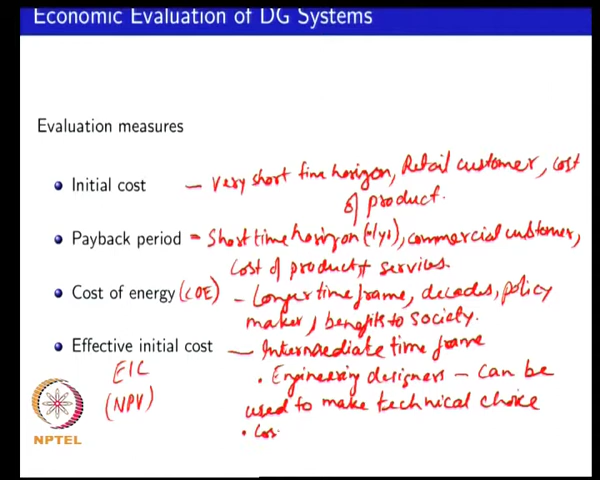 Economic Evaluation of DG Systems
Evaluation measures
• Initial cost – Very short time horizon, Retail customer, cost
of product.
• Payback period – Short time horizon (~1yr), commercial customer,
cost of product & services.
• Cost of energy (COE) – Longer time frame, decades, policy
maker, benefits to society.
• Effective initial cost – Intermediate time frame
EIC
• Engineering designers – can be
(NPV)
used to make technical choice
• Cos
NPTEL